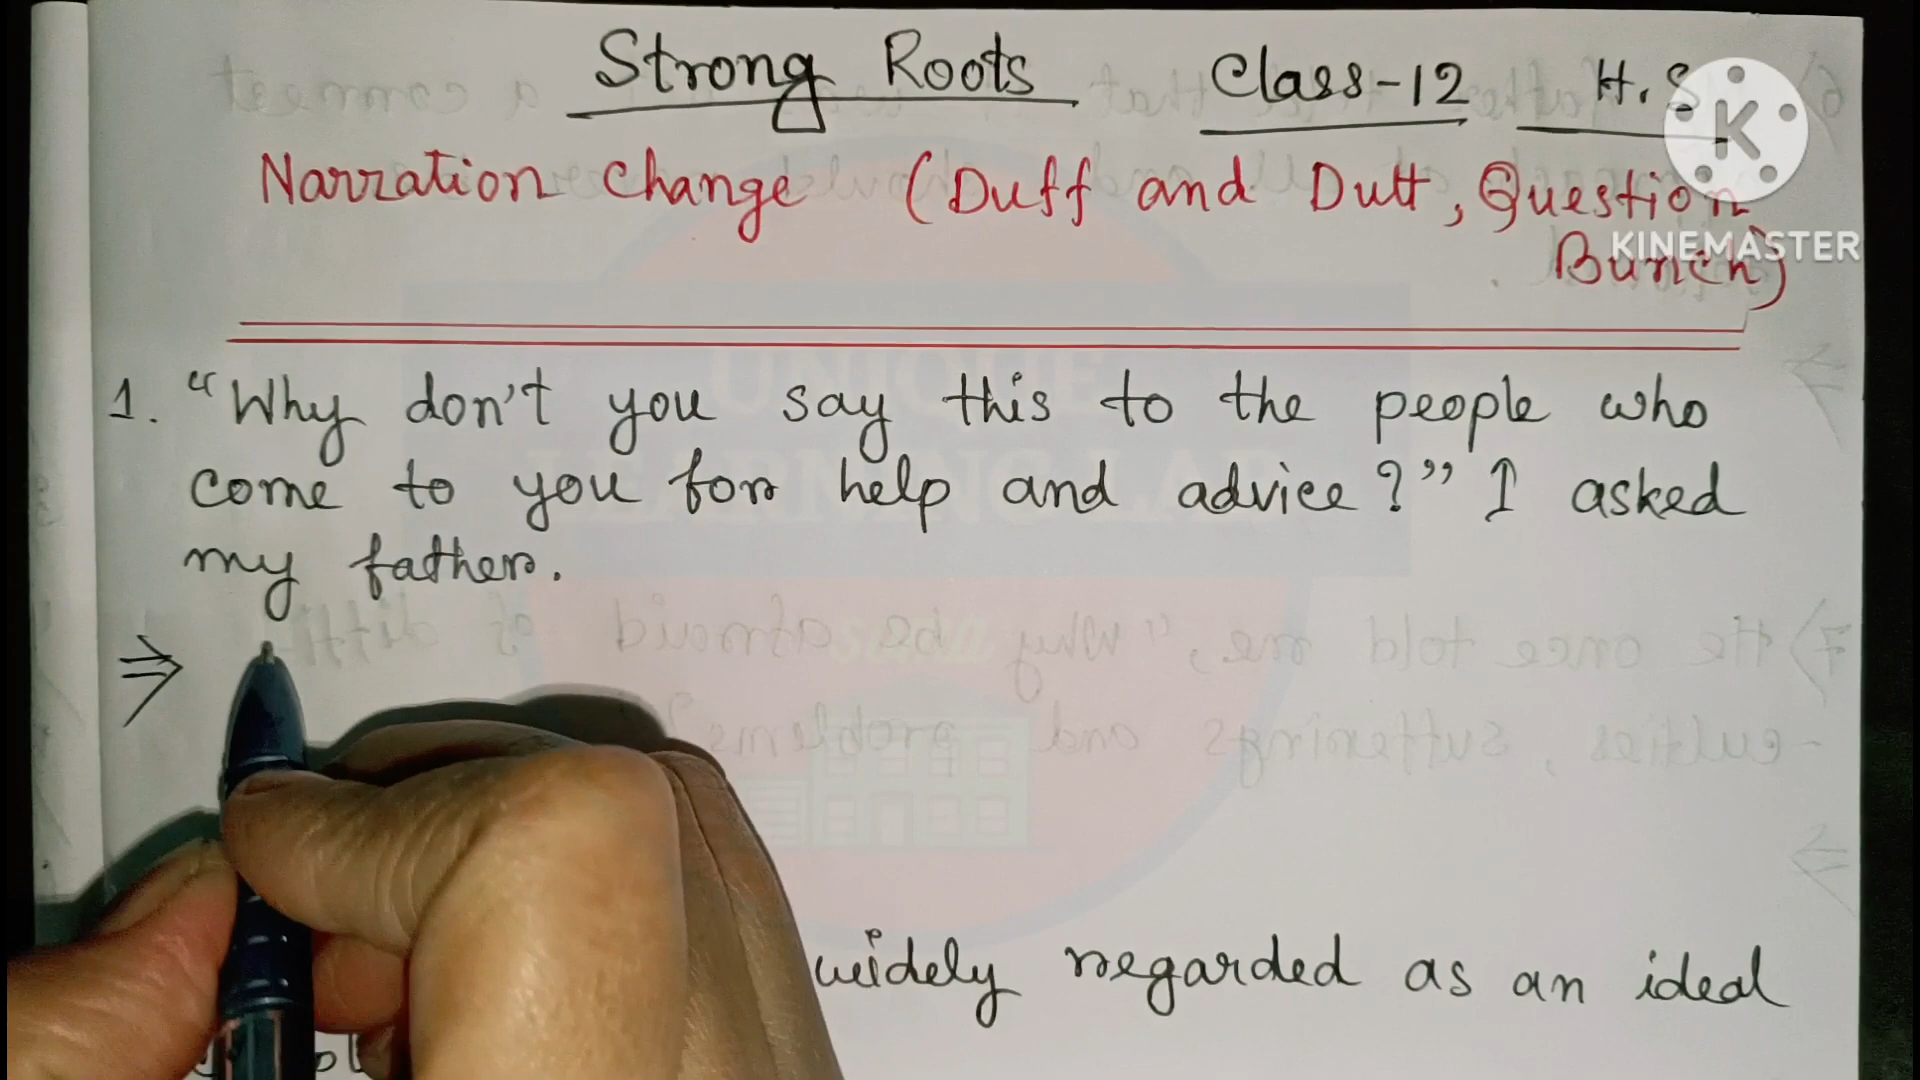 Strong Roots Class-12 H.S
Narration Change (Duff and Dutt, Question
Bunch)
KINEMASTER
1. "Why don't you say this to the people who
come to you for help and advice?" I asked
my father.
⇒
widely regarded as an ideal